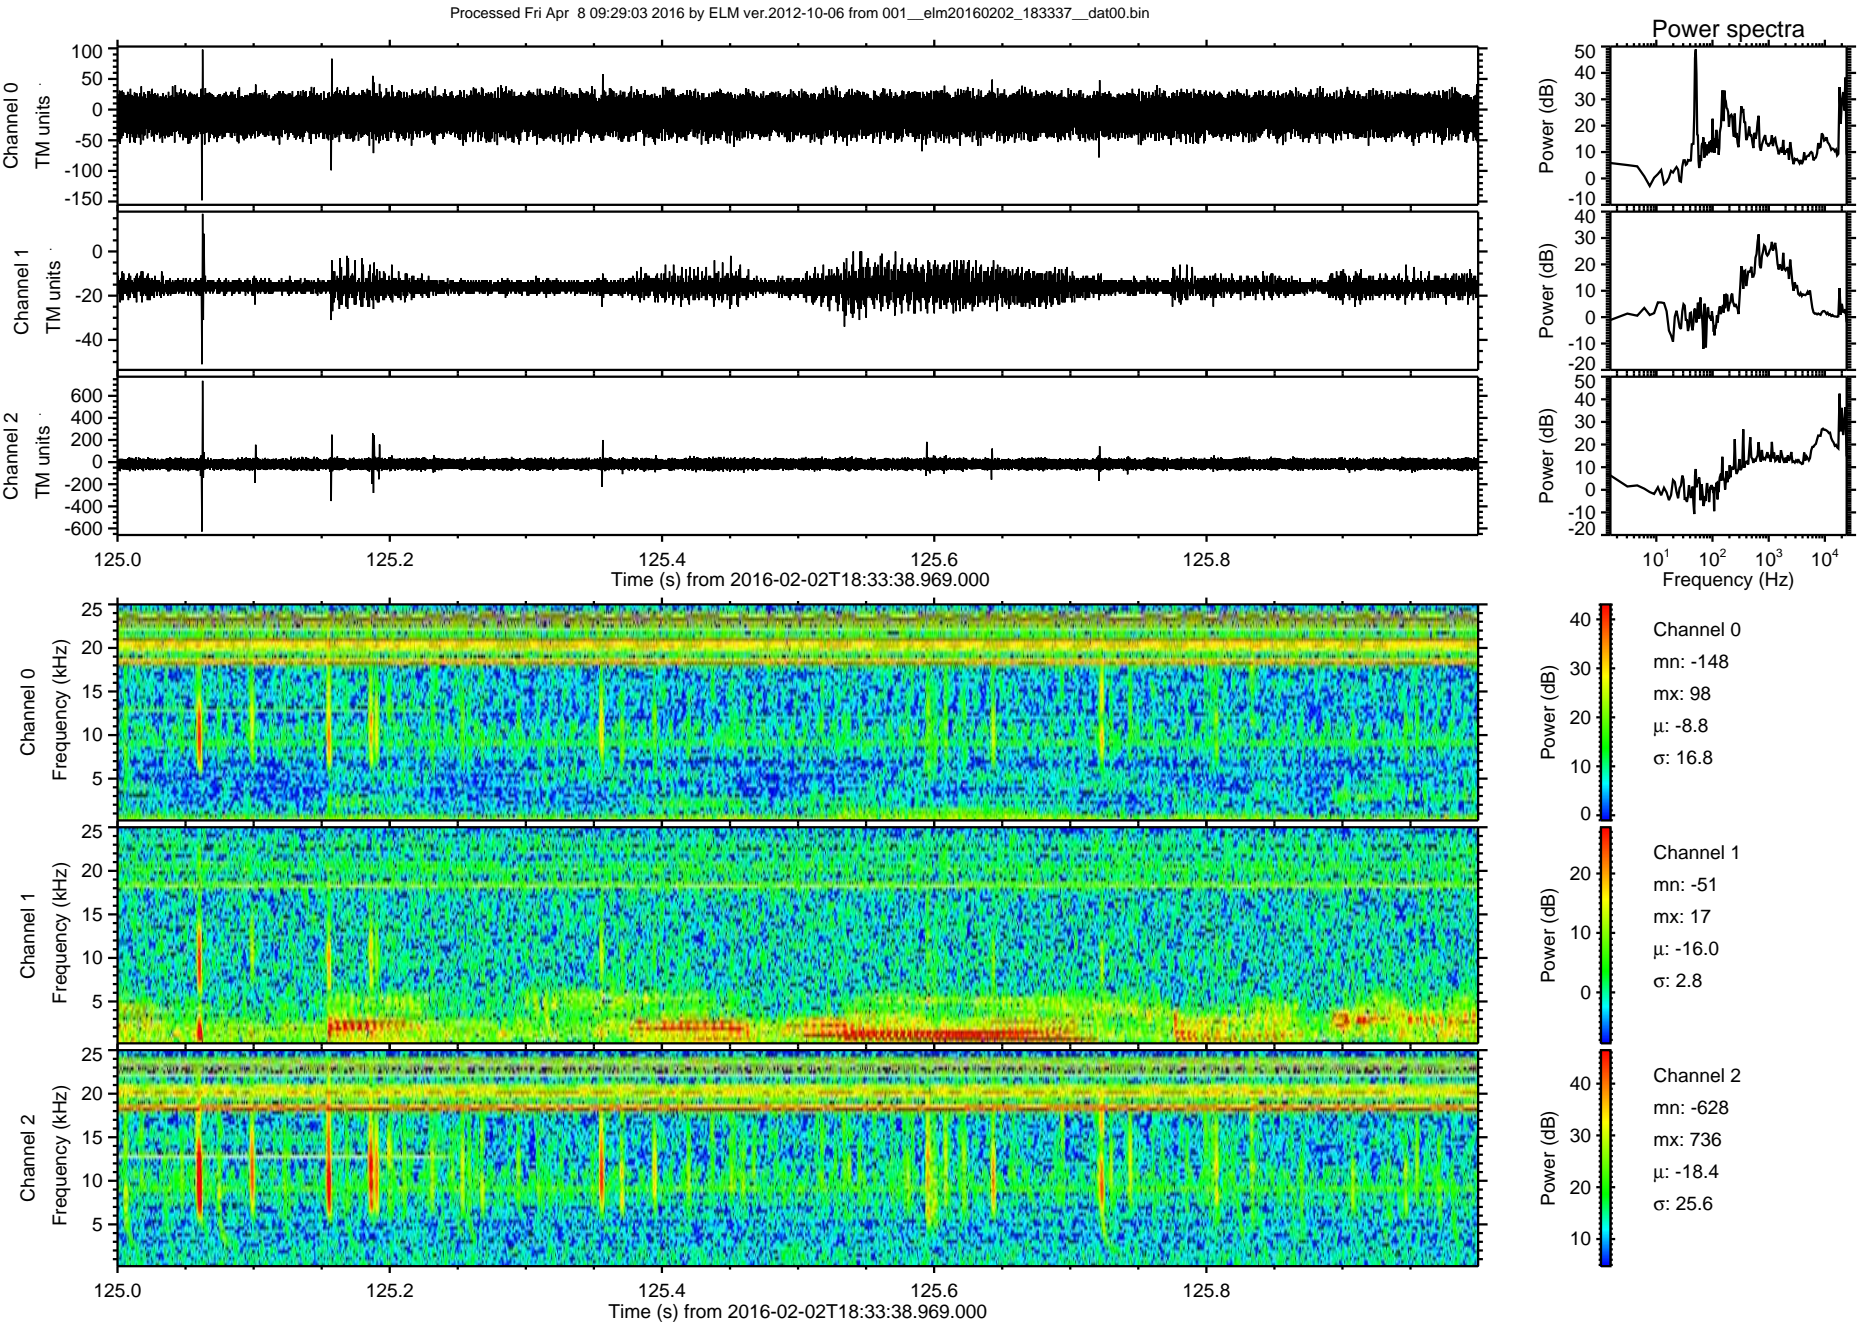 Processed Fri Apr  8 09:29:03 2016 by ELM ver.2012-10-06 from 001__elm20160202_183337__dat00.bin
Power spectra
Channel 0
TM units
100
50
0
-50
-100
-150
Power (dB)
50
40
30
20
10
0
-10
Channel 1
TM units
0
-20
-40
Power (dB)
40
30
20
10
0
-10
-20
Channel 2
TM units
600
400
200
0
-200
-400
-600
Power (dB)
50
40
30
20
10
0
-10
-20
125.0 125.2 125.4 125.6 125.8
Time (s) from 2016-02-02T18:33:38.969.000
10¹ 10² 10³ 10⁴
Frequency (Hz)
Channel 0
Frequency (kHz)
25
20
15
10
5
Power (dB)
40
30
20
10
0
Channel 0
mn: -148
mx: 98
µ: -8.8
σ: 16.8
Channel 1
Frequency (kHz)
25
20
15
10
5
Power (dB)
20
10
0
Channel 1
mn: -51
mx: 17
µ: -16.0
σ: 2.8
Channel 2
Frequency (kHz)
25
20
15
10
5
Power (dB)
40
30
20
10
Channel 2
mn: -628
mx: 736
µ: -18.4
σ: 25.6
125.0 125.2 125.4 125.6 125.8
Time (s) from 2016-02-02T18:33:38.969.000